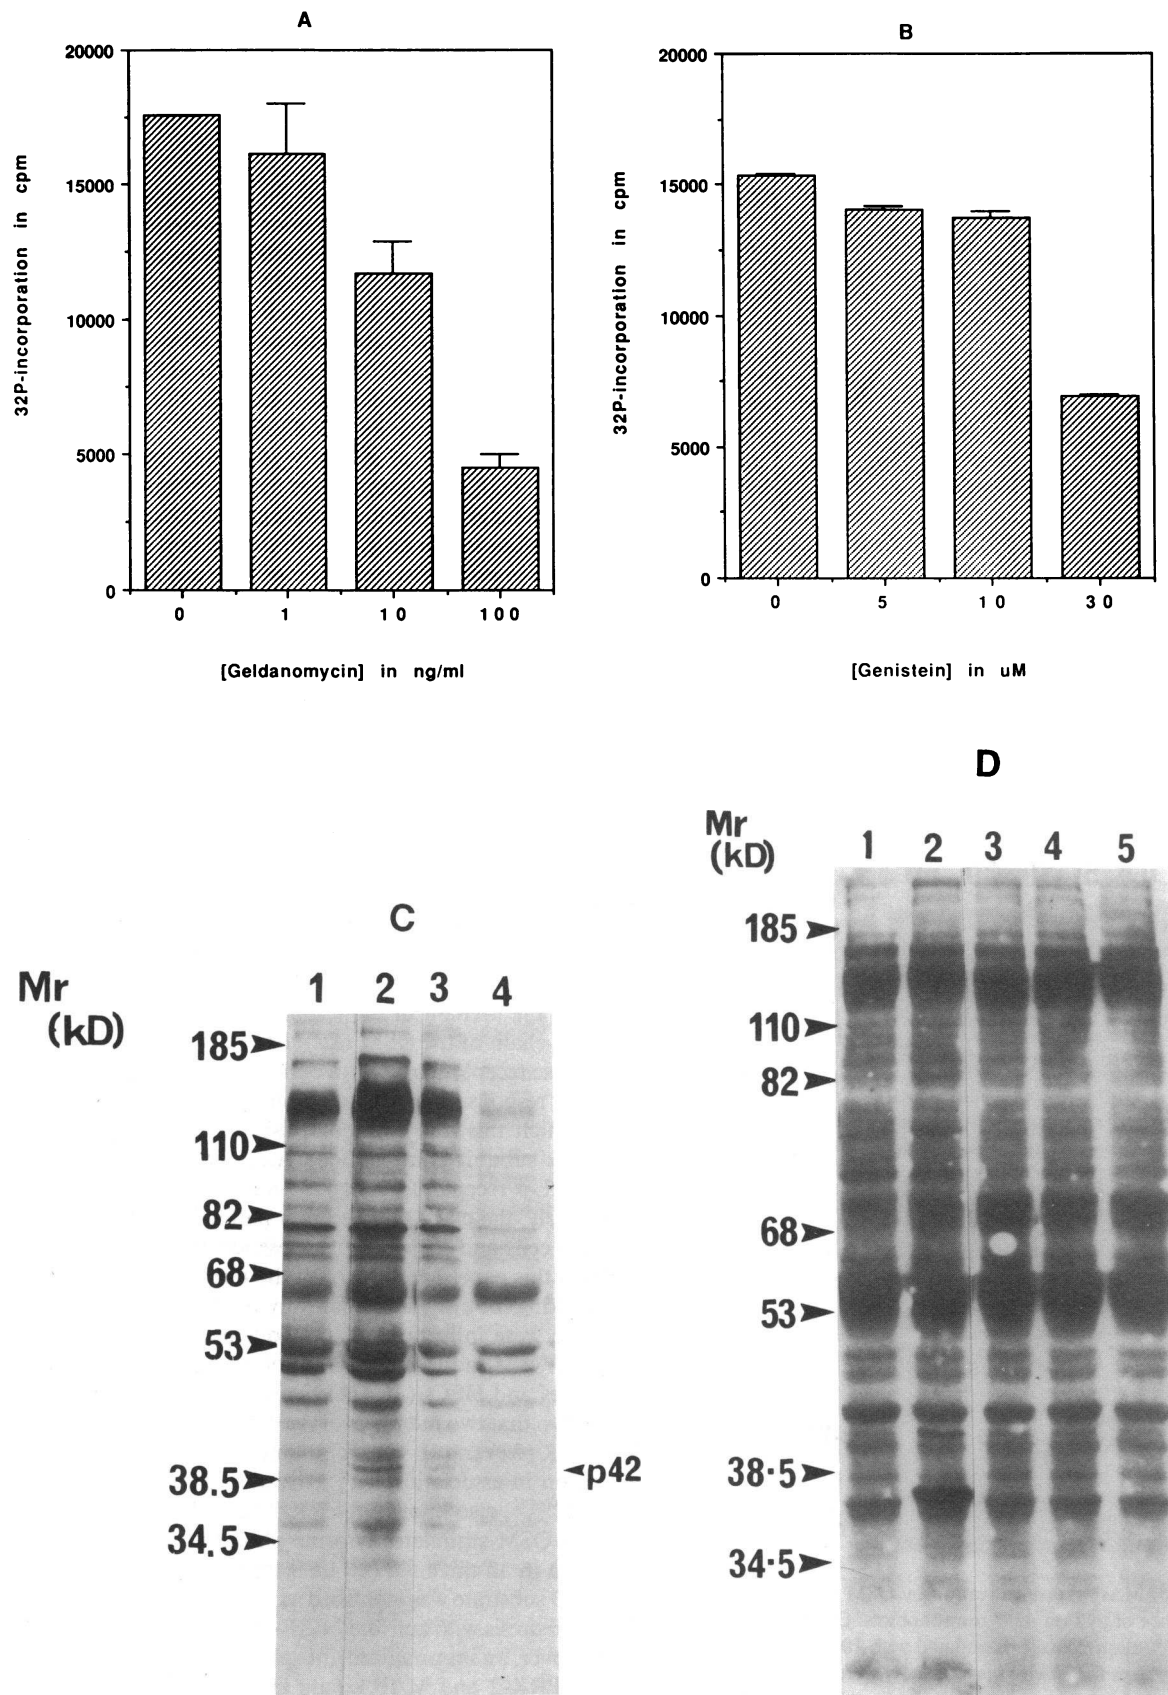 A
20000
15000
10000
5000
0
32P-incorporation in cpm
0 1 10 100
[Geldanomycin] in ng/ml
B
20000
15000
10000
5000
0
32P-incorporation in cpm
0 5 10 30
[Genistein] in uM
C
Mr
(kD)
1 2 3 4
185
110
82
68
53
38.5
34.5
p42
D
Mr
(kD)
1 2 3 4 5
185
110
82
68
53
38·5
34·5